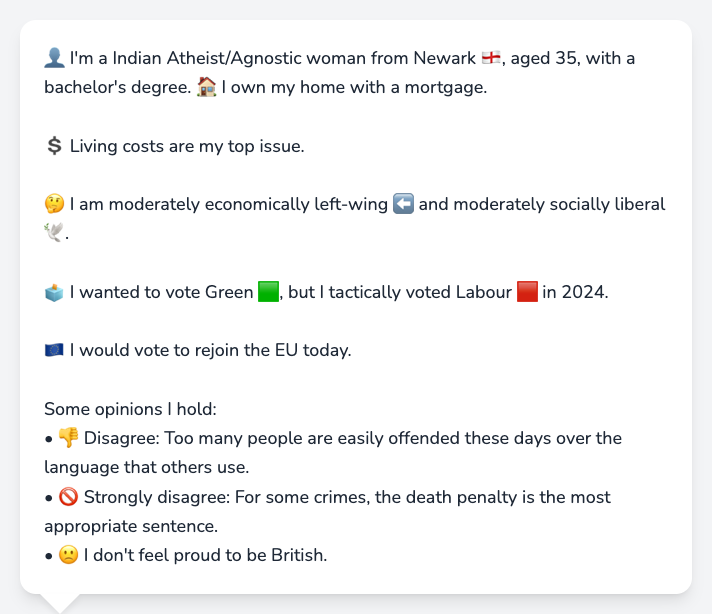 👤 I'm a Indian Atheist/Agnostic woman from Newark 🏴󠁧󠁢󠁥󠁮󠁧󠁿, aged 35, with a
bachelor's degree. 🏠 I own my home with a mortgage.
💲 Living costs are my top issue.
🤔 I am moderately economically left-wing ⬅️ and moderately socially liberal
🕊️.
🗳️ I wanted to vote Green 🟩, but I tactically voted Labour 🟥 in 2024.
🇪🇺 I would vote to rejoin the EU today.
Some opinions I hold:
• 👎 Disagree: Too many people are easily offended these days over the
language that others use.
• 🚫 Strongly disagree: For some crimes, the death penalty is the most
appropriate sentence.
• 🙁 I don't feel proud to be British.